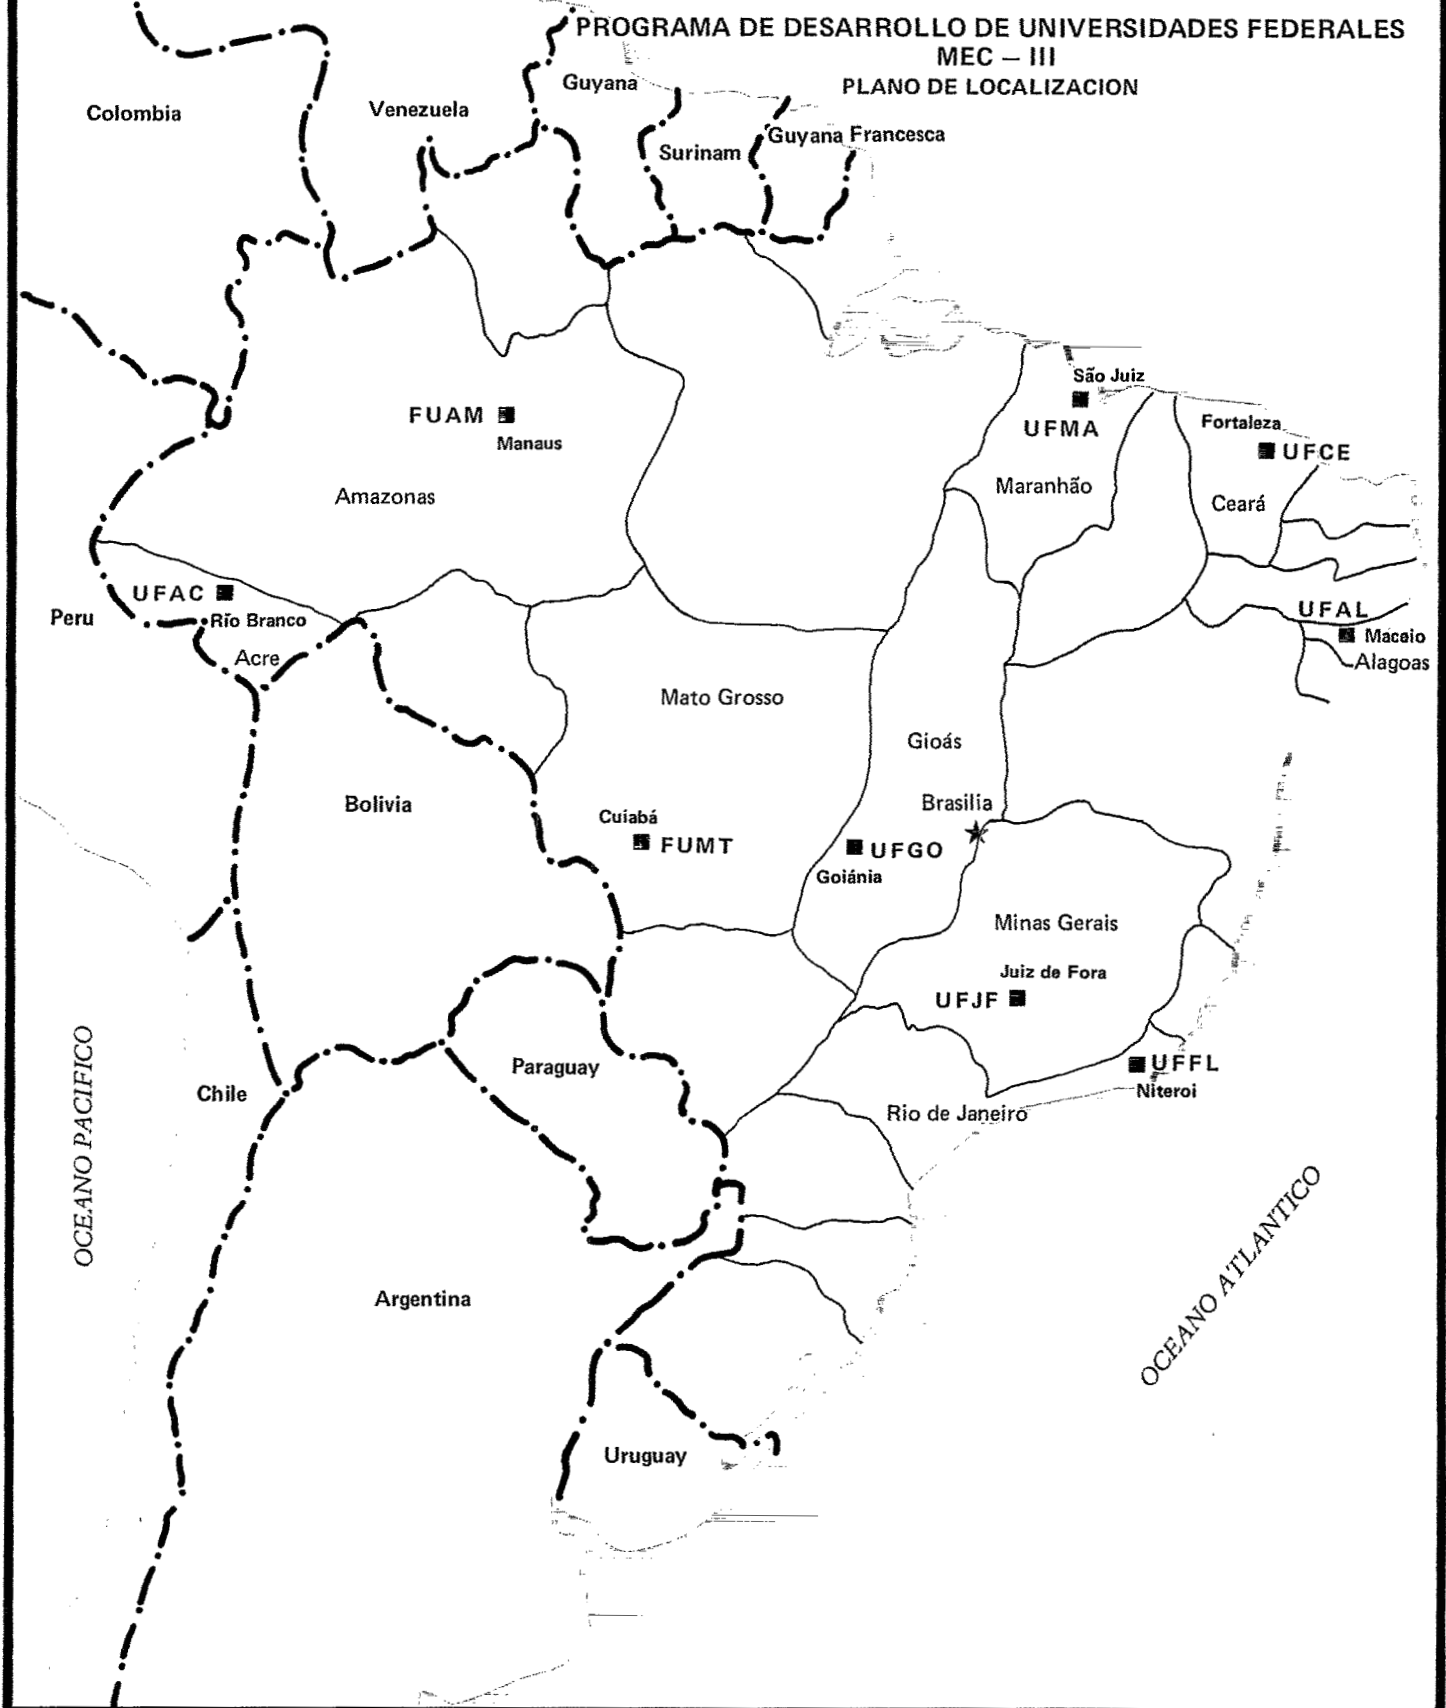 PROGRAMA DE DESARROLLO DE UNIVERSIDADES FEDERALES
MEC – III
PLANO DE LOCALIZACION
Colombia
Venezuela
Guyana
Surinam
Guyana Francesca
São Juiz
UFMA
Maranhão
Fortaleza
UFCE
Ceará
FUAM
Manaus
Amazonas
UFAC
Río Branco
Acre
Peru
UFAL
Maceio
Alagoas
Mato Grosso
Gioás
Brasilia
Bolivia
Cuiabá
FUMT
UFGO
Goiánia
Minas Gerais
Juiz de Fora
UFJF
UFFL
Niteroi
Rio de Janeiro
Paraguay
Chile
OCEANO PACIFICO
OCEANO ATLANTICO
Argentina
Uruguay